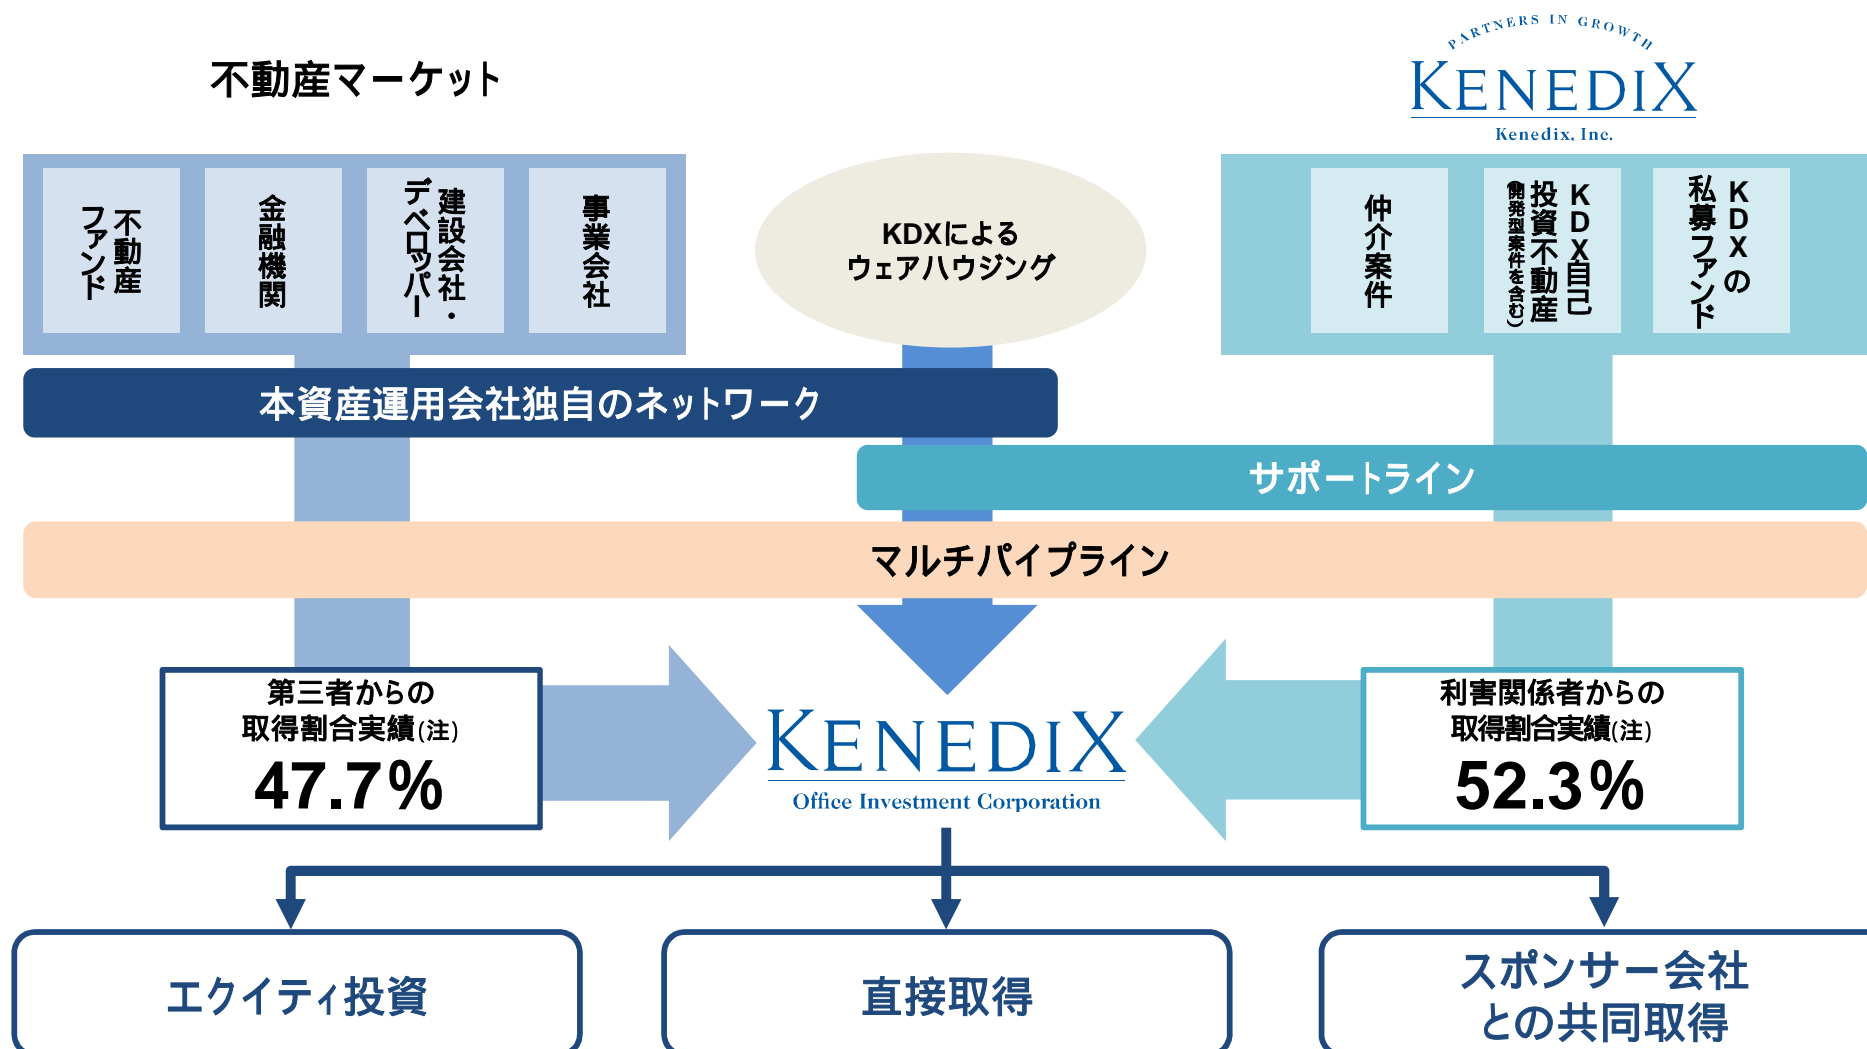 不動産マーケット
PARTNERS IN GROWTH
KENEDIX
Kenedix, Inc.
不動産
ファンド
金融機関
建設会社・
デベロッパー
事業会社
KDXによる
ウェアハウジング
仲介案件
KDX自己
投資不動産
(開発型案件を含む)
KDXの
私募ファンド
本資産運用会社独自のネットワーク
サポートライン
マルチパイプライン
第三者からの
取得割合実績(注)
47.7%
KENEDIX
Office Investment Corporation
利害関係者からの
取得割合実績(注)
52.3%
エクイティ投資
直接取得
スポンサー会社
との共同取得